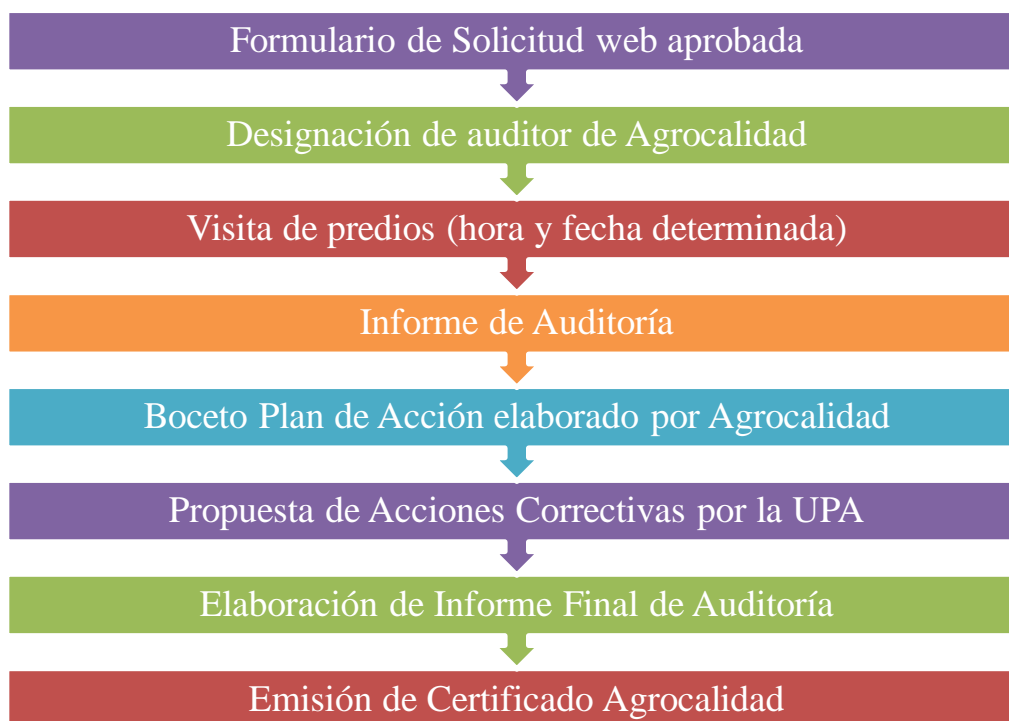 Formulario de Solicitud web aprobada
Designación de auditor de Agrocalidad
Visita de predios (hora y fecha determinada)
Informe de Auditoría
Boceto Plan de Acción elaborado por Agrocalidad
Propuesta de Acciones Correctivas por la UPA
Elaboración de Informe Final de Auditoría
Emisión de Certificado Agrocalidad